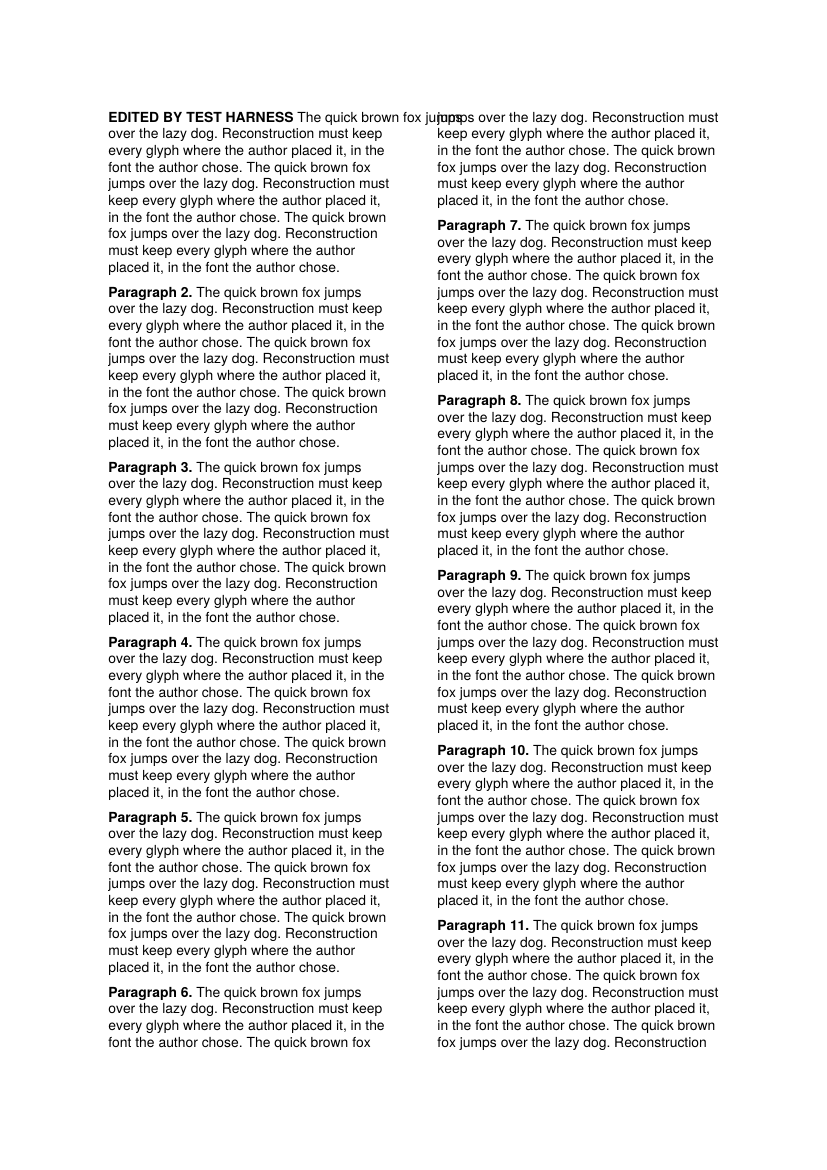 EDITED BY TEST HARNESS The quick brown fox jumps
over the lazy dog. Reconstruction must keep
every glyph where the author placed it, in the
font the author chose. The quick brown fox
jumps over the lazy dog. Reconstruction must
keep every glyph where the author placed it,
in the font the author chose. The quick brown
fox jumps over the lazy dog. Reconstruction
must keep every glyph where the author
placed it, in the font the author chose.
Paragraph 2. The quick brown fox jumps
over the lazy dog. Reconstruction must keep
every glyph where the author placed it, in the
font the author chose. The quick brown fox
jumps over the lazy dog. Reconstruction must
keep every glyph where the author placed it,
in the font the author chose. The quick brown
fox jumps over the lazy dog. Reconstruction
must keep every glyph where the author
placed it, in the font the author chose.
Paragraph 3. The quick brown fox jumps
over the lazy dog. Reconstruction must keep
every glyph where the author placed it, in the
font the author chose. The quick brown fox
jumps over the lazy dog. Reconstruction must
keep every glyph where the author placed it,
in the font the author chose. The quick brown
fox jumps over the lazy dog. Reconstruction
must keep every glyph where the author
placed it, in the font the author chose.
Paragraph 4. The quick brown fox jumps
over the lazy dog. Reconstruction must keep
every glyph where the author placed it, in the
font the author chose. The quick brown fox
jumps over the lazy dog. Reconstruction must
keep every glyph where the author placed it,
in the font the author chose. The quick brown
fox jumps over the lazy dog. Reconstruction
must keep every glyph where the author
placed it, in the font the author chose.
Paragraph 5. The quick brown fox jumps
over the lazy dog. Reconstruction must keep
every glyph where the author placed it, in the
font the author chose. The quick brown fox
jumps over the lazy dog. Reconstruction must
keep every glyph where the author placed it,
in the font the author chose. The quick brown
fox jumps over the lazy dog. Reconstruction
must keep every glyph where the author
placed it, in the font the author chose.
Paragraph 6. The quick brown fox jumps
over the lazy dog. Reconstruction must keep
every glyph where the author placed it, in the
font the author chose. The quick brown fox
jumps over the lazy dog. Reconstruction must
keep every glyph where the author placed it,
in the font the author chose. The quick brown
fox jumps over the lazy dog. Reconstruction
must keep every glyph where the author
placed it, in the font the author chose.
Paragraph 7. The quick brown fox jumps
over the lazy dog. Reconstruction must keep
every glyph where the author placed it, in the
font the author chose. The quick brown fox
jumps over the lazy dog. Reconstruction must
keep every glyph where the author placed it,
in the font the author chose. The quick brown
fox jumps over the lazy dog. Reconstruction
must keep every glyph where the author
placed it, in the font the author chose.
Paragraph 8. The quick brown fox jumps
over the lazy dog. Reconstruction must keep
every glyph where the author placed it, in the
font the author chose. The quick brown fox
jumps over the lazy dog. Reconstruction must
keep every glyph where the author placed it,
in the font the author chose. The quick brown
fox jumps over the lazy dog. Reconstruction
must keep every glyph where the author
placed it, in the font the author chose.
Paragraph 9. The quick brown fox jumps
over the lazy dog. Reconstruction must keep
every glyph where the author placed it, in the
font the author chose. The quick brown fox
jumps over the lazy dog. Reconstruction must
keep every glyph where the author placed it,
in the font the author chose. The quick brown
fox jumps over the lazy dog. Reconstruction
must keep every glyph where the author
placed it, in the font the author chose.
Paragraph 10. The quick brown fox jumps
over the lazy dog. Reconstruction must keep
every glyph where the author placed it, in the
font the author chose. The quick brown fox
jumps over the lazy dog. Reconstruction must
keep every glyph where the author placed it,
in the font the author chose. The quick brown
fox jumps over the lazy dog. Reconstruction
must keep every glyph where the author
placed it, in the font the author chose.
Paragraph 11. The quick brown fox jumps
over the lazy dog. Reconstruction must keep
every glyph where the author placed it, in the
font the author chose. The quick brown fox
jumps over the lazy dog. Reconstruction must
keep every glyph where the author placed it,
in the font the author chose. The quick brown
fox jumps over the lazy dog. Reconstruction